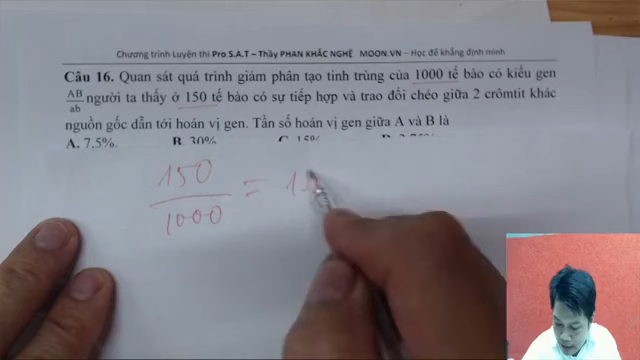 Chương trình Luyện thi Pro S.A.T – Thầy PHAN KHẮC NGHỆ MOON.VN – Học để khẳng định mình
Câu 16. Quan sát quá trình giảm phân tạo tinh trùng của 1000 tế bào có kiểu gen
AB
ab
người ta thấy ở 150 tế bào có sự tiếp hợp và trao đổi chéo giữa 2 crômtit khác
nguồn gốc dẫn tới hoán vị gen. Tần số hoán vị gen giữa A và B là
A. 7,5%. B. 30% C. 15%
150
1000
= 15